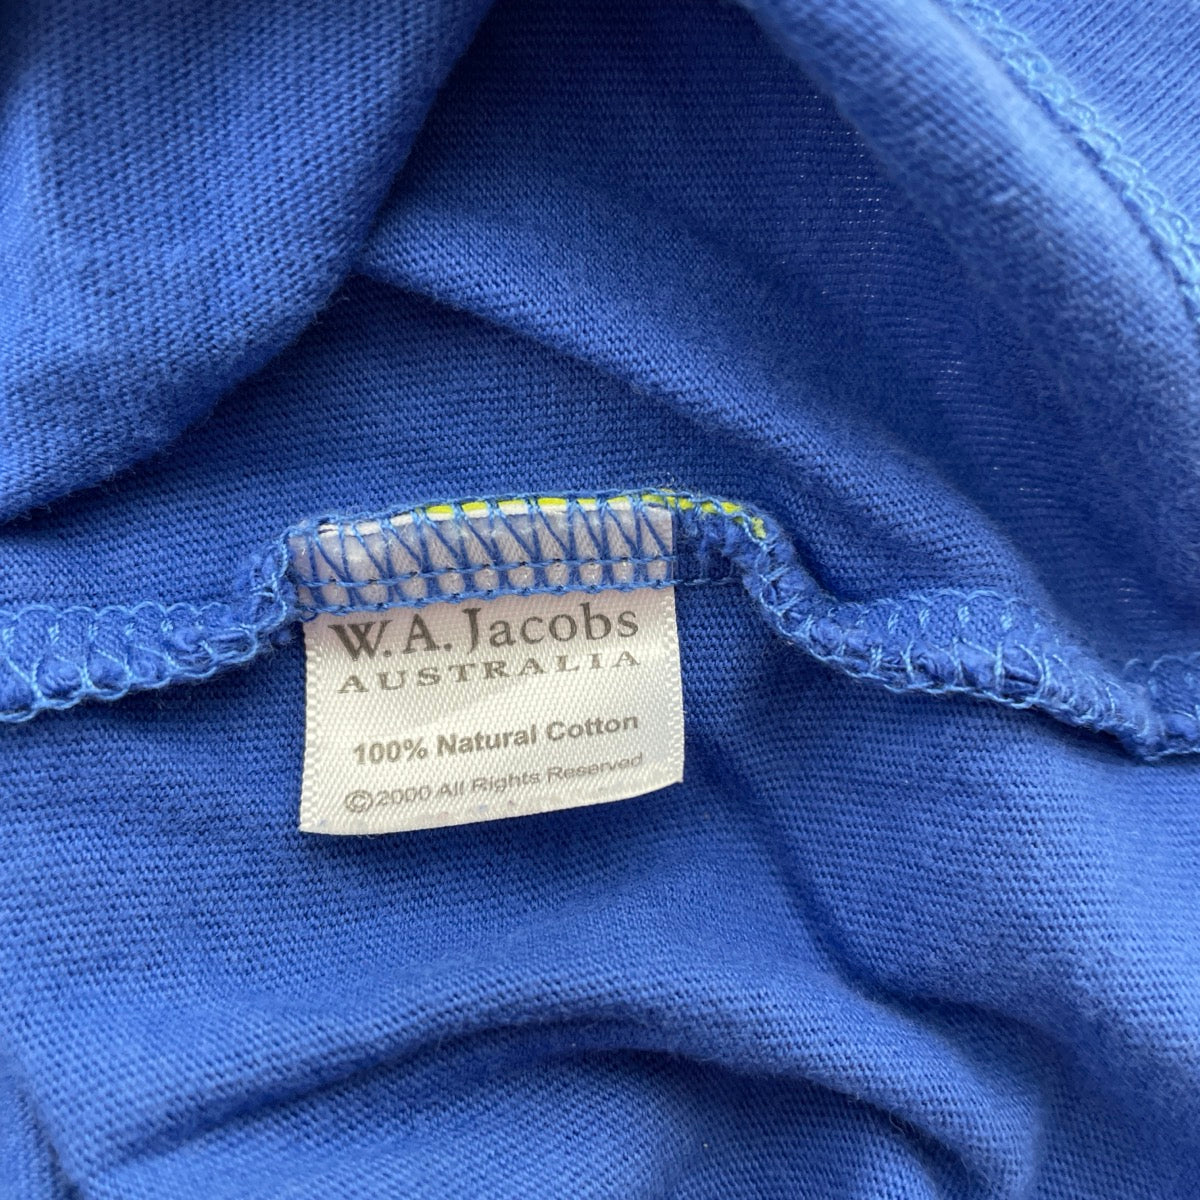 W.A. Jacobs
AUSTRALIA
100% Natural Cotton
©2000 All Rights Reserved